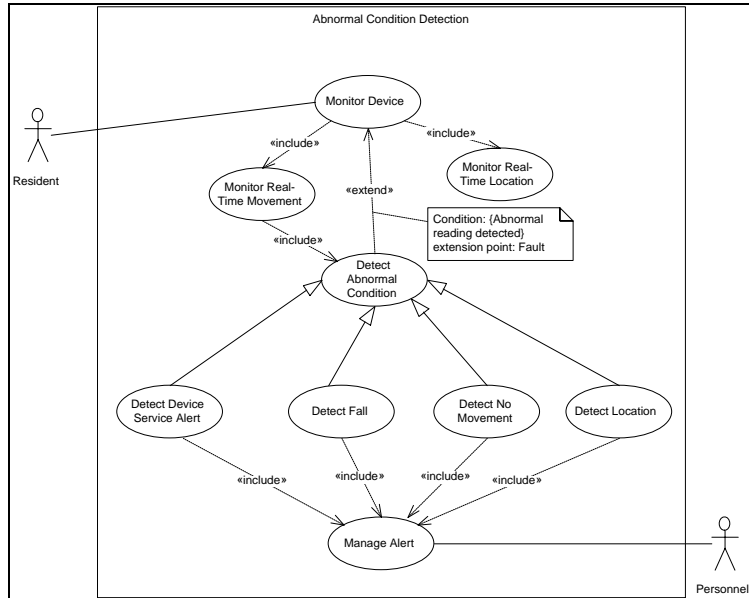 Abnormal Condition Detection
Monitor Device
«include»
«include»
Resident
Monitor Real-
Time Movement
Monitor Real-
Time Location
«extend»
Condition: {Abnormal
reading detected}
extension point: Fault
«include»
Detect
Abnormal
Condition
Detect Device
Service Alert
Detect Fall
Detect No
Movement
Detect Location
«include»
«include»
«include»
«include»
Manage Alert
Personnel